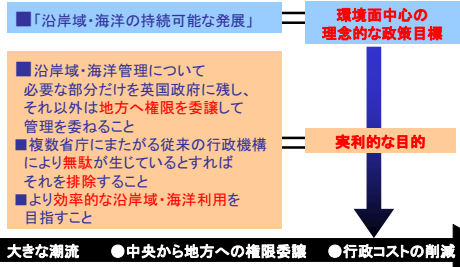 ■「沿岸域・海洋の持続可能な発展」
環境面中心の
理念的な政策目標
■沿岸域・海洋管理について
必要な部分だけを英国政府に残し、
それ以外は地方へ権限を委譲して
管理を委ねること
■複数省庁にまたがる従来の行政機構
により無駄が生じているとすれば
それを排除すること
■より効率的な沿岸域・海洋利用を
目指すこと
実利的な目的
大きな潮流　●中央から地方への権限委譲　●行政コストの削減